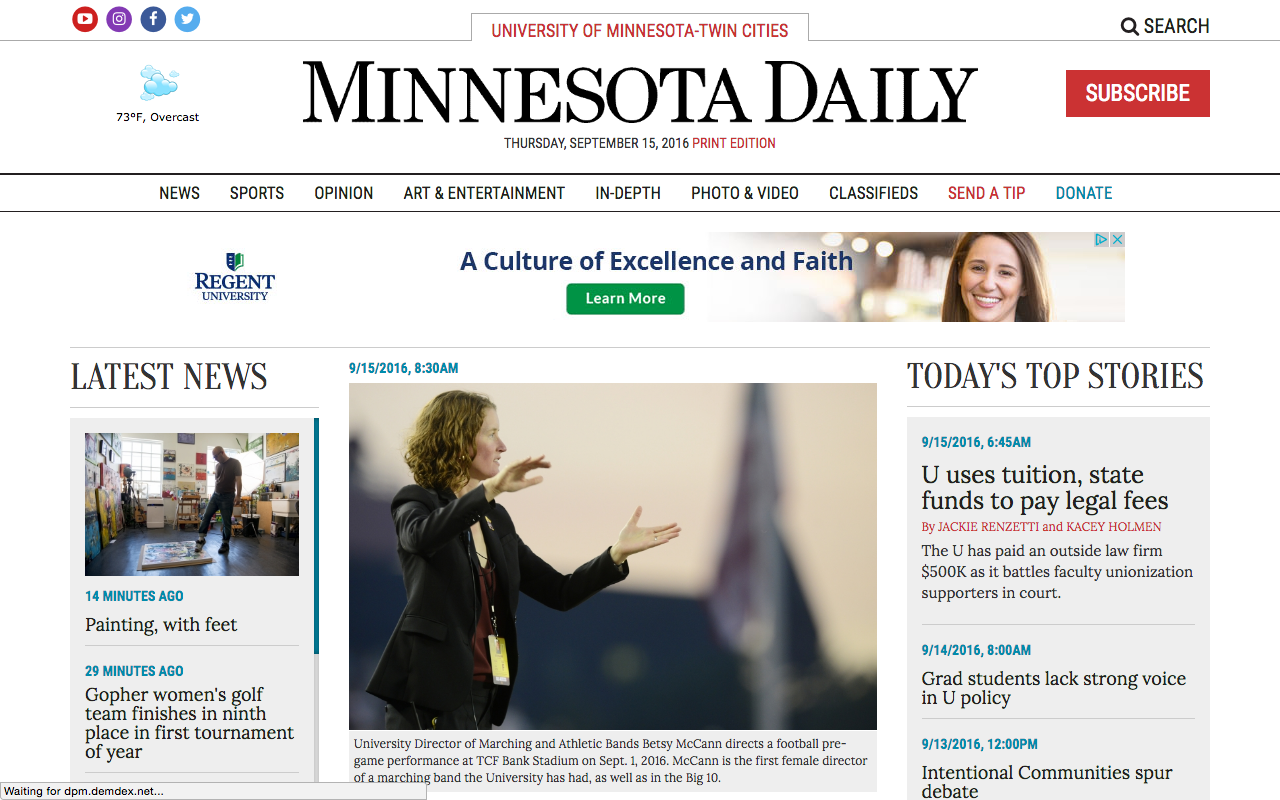 UNIVERSITY OF MINNESOTA-TWIN CITIES
SEARCH
73°F, Overcast
MINNESOTA DAILY
SUBSCRIBE
THURSDAY, SEPTEMBER 15, 2016 PRINT EDITION
NEWS SPORTS OPINION ART & ENTERTAINMENT IN-DEPTH PHOTO & VIDEO CLASSIFIEDS SEND A TIP DONATE
REGENT
UNIVERSITY
A Culture of Excellence and Faith
Learn More
LATEST NEWS
14 MINUTES AGO
Painting, with feet
29 MINUTES AGO
Gopher women's golf
team finishes in ninth
place in first tournament
of year
9/15/2016, 8:30AM
University Director of Marching and Athletic Bands Betsy McCann directs a football pre-
game performance at TCF Bank Stadium on Sept. 1, 2016. McCann is the first female director
of a marching band the University has had, as well as in the Big 10.
TODAY'S TOP STORIES
9/15/2016, 6:45AM
U uses tuition, state
funds to pay legal fees
By JACKIE RENZETTI and KACEY HOLMEN
The U has paid an outside law firm
$500K as it battles faculty unionization
supporters in court.
9/14/2016, 8:00AM
Grad students lack strong voice
in U policy
9/13/2016, 12:00PM
Intentional Communities spur
debate
Waiting for dpm.demdex.net...